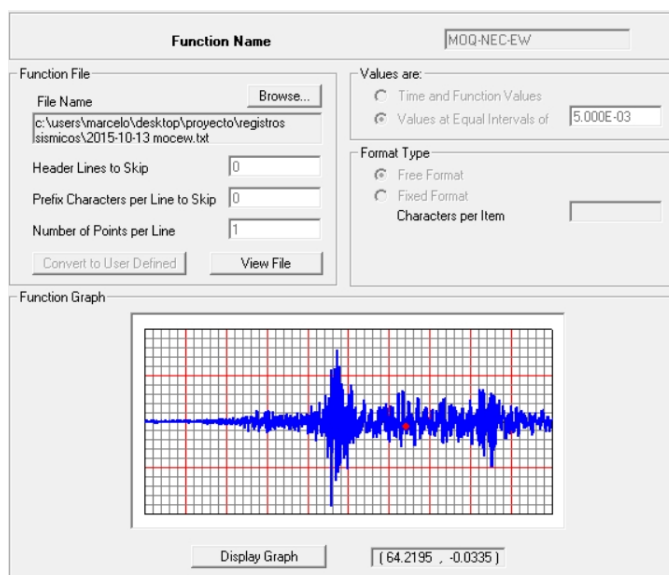 Function Name
MOQ-NEC-EW
Function File
File Name
Browse...
c:\users\marcelo\desktop\proyecto\registros
sismicos\2015-10-13 mocew.txt
Header Lines to Skip
0
Prefix Characters per Line to Skip
0
Number of Points per Line
1
Convert to User Defined
View File
Values are:
Time and Function Values
Values at Equal Intervals of
5.000E-03
Format Type
Free Format
Fixed Format
Characters per Item
Function Graph
Display Graph
( 64.2195 , -0.0335 )